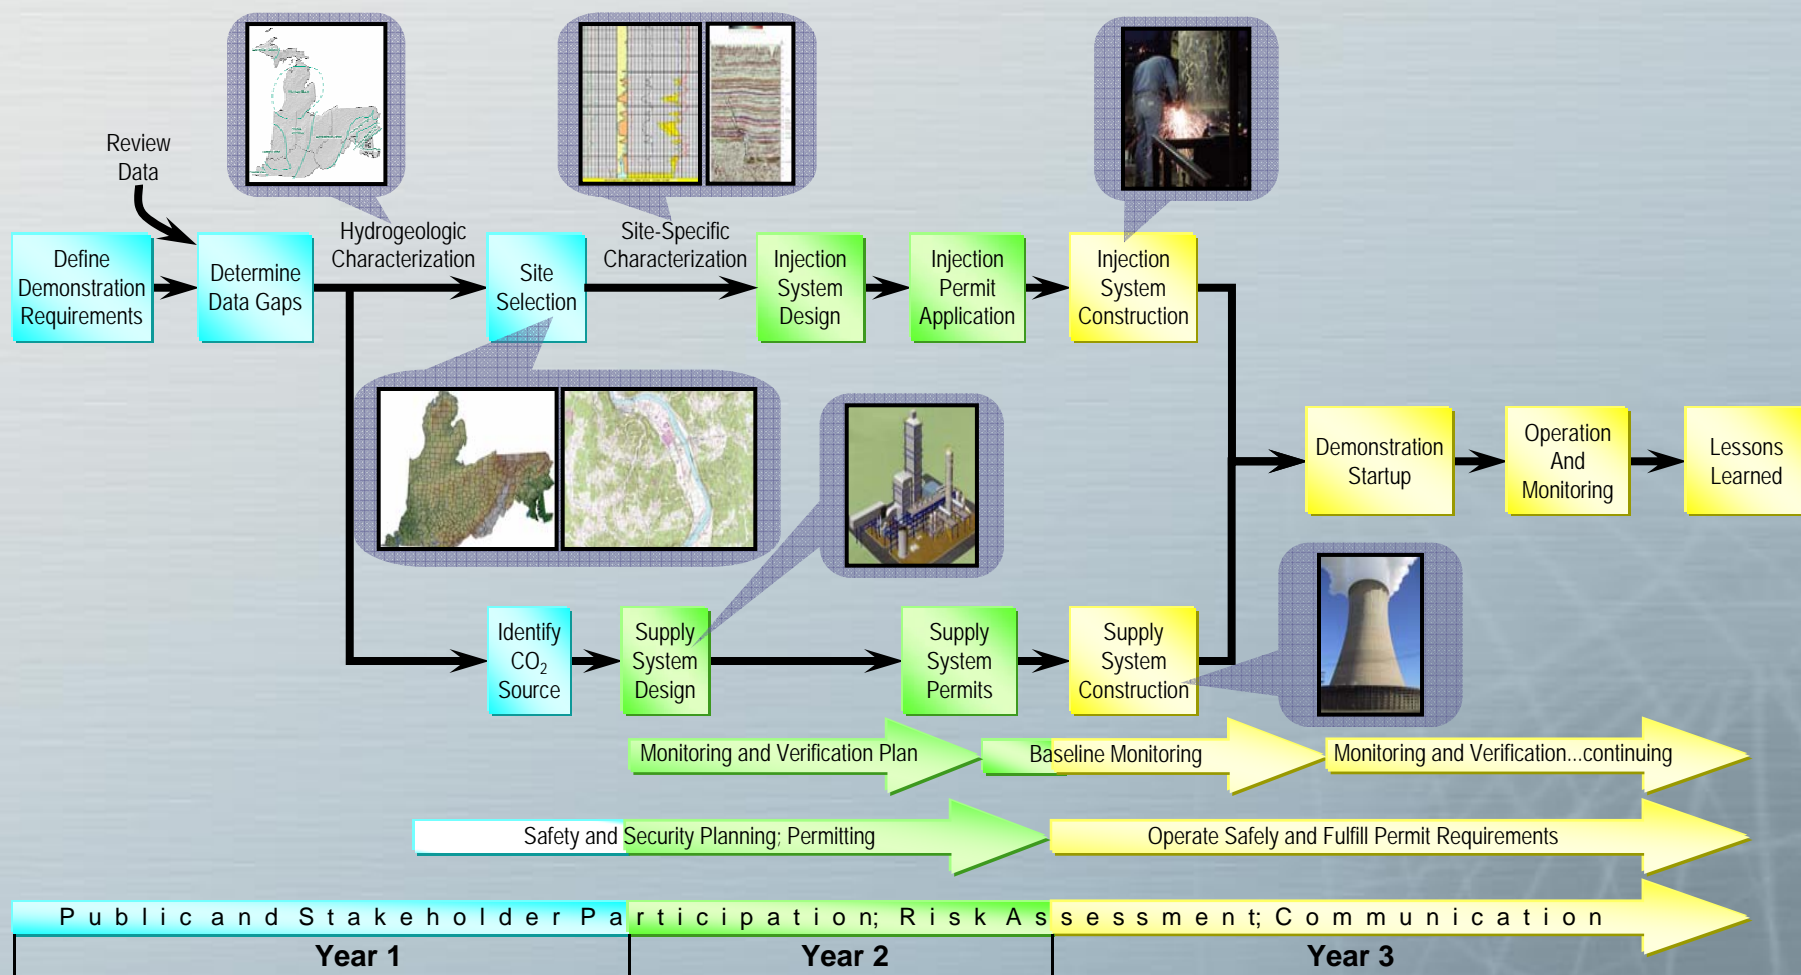 Review
Data
Define
Demonstration
Requirements
Determine
Data Gaps
Hydrogeologic
Characterization
Site
Selection
Site-Specific
Characterization
Injection
System
Design
Injection
Permit
Application
Injection
System
Construction
Demonstration
Startup
Operation
And
Monitoring
Lessons
Learned
Identify
CO₂
Source
Supply
System
Design
Supply
System
Permits
Supply
System
Construction
Monitoring and Verification Plan
Baseline Monitoring
Monitoring and Verification...continuing
Safety and Security Planning; Permitting
Operate Safely and Fulfill Permit Requirements
Public and Stakeholder Participation; Risk Assessment; Communication
Year 1
Year 2
Year 3